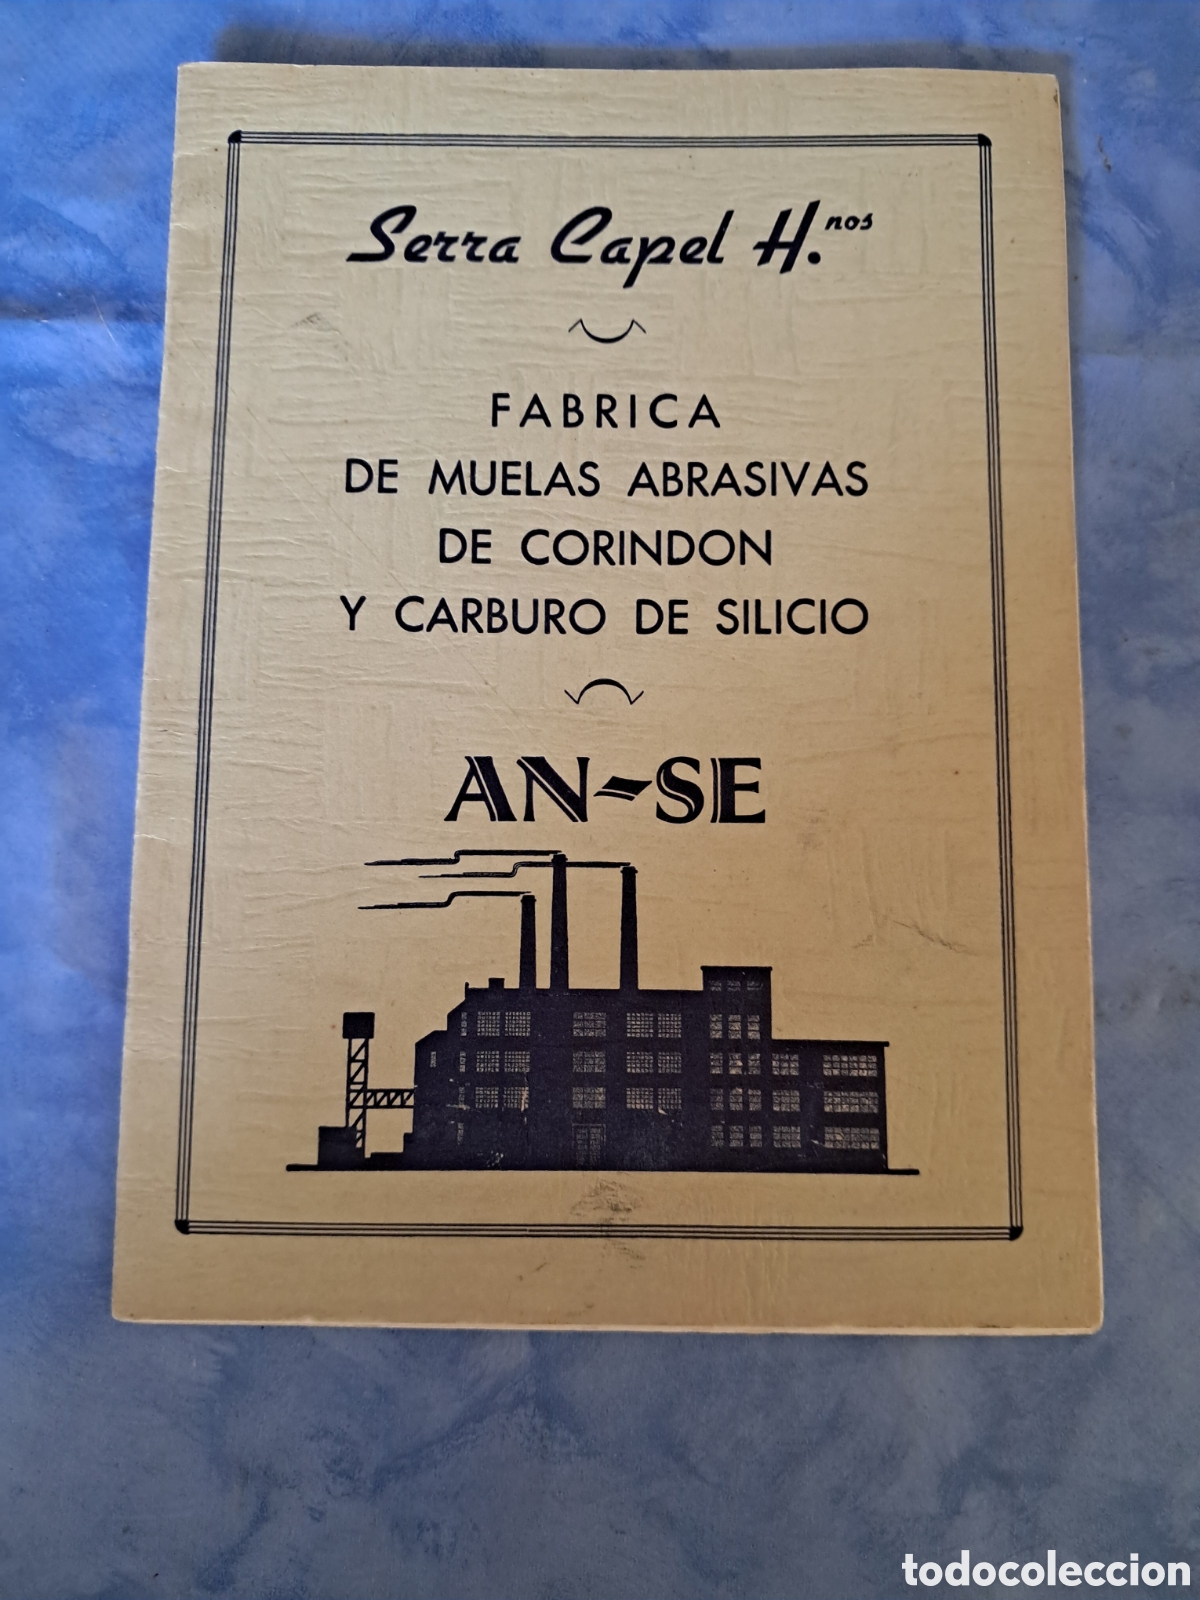 Serra Capel H.nos
FABRICA
DE MUELAS ABRASIVAS
DE CORINDON
Y CARBURO DE SILICIO
AN-SE
todocoleccion